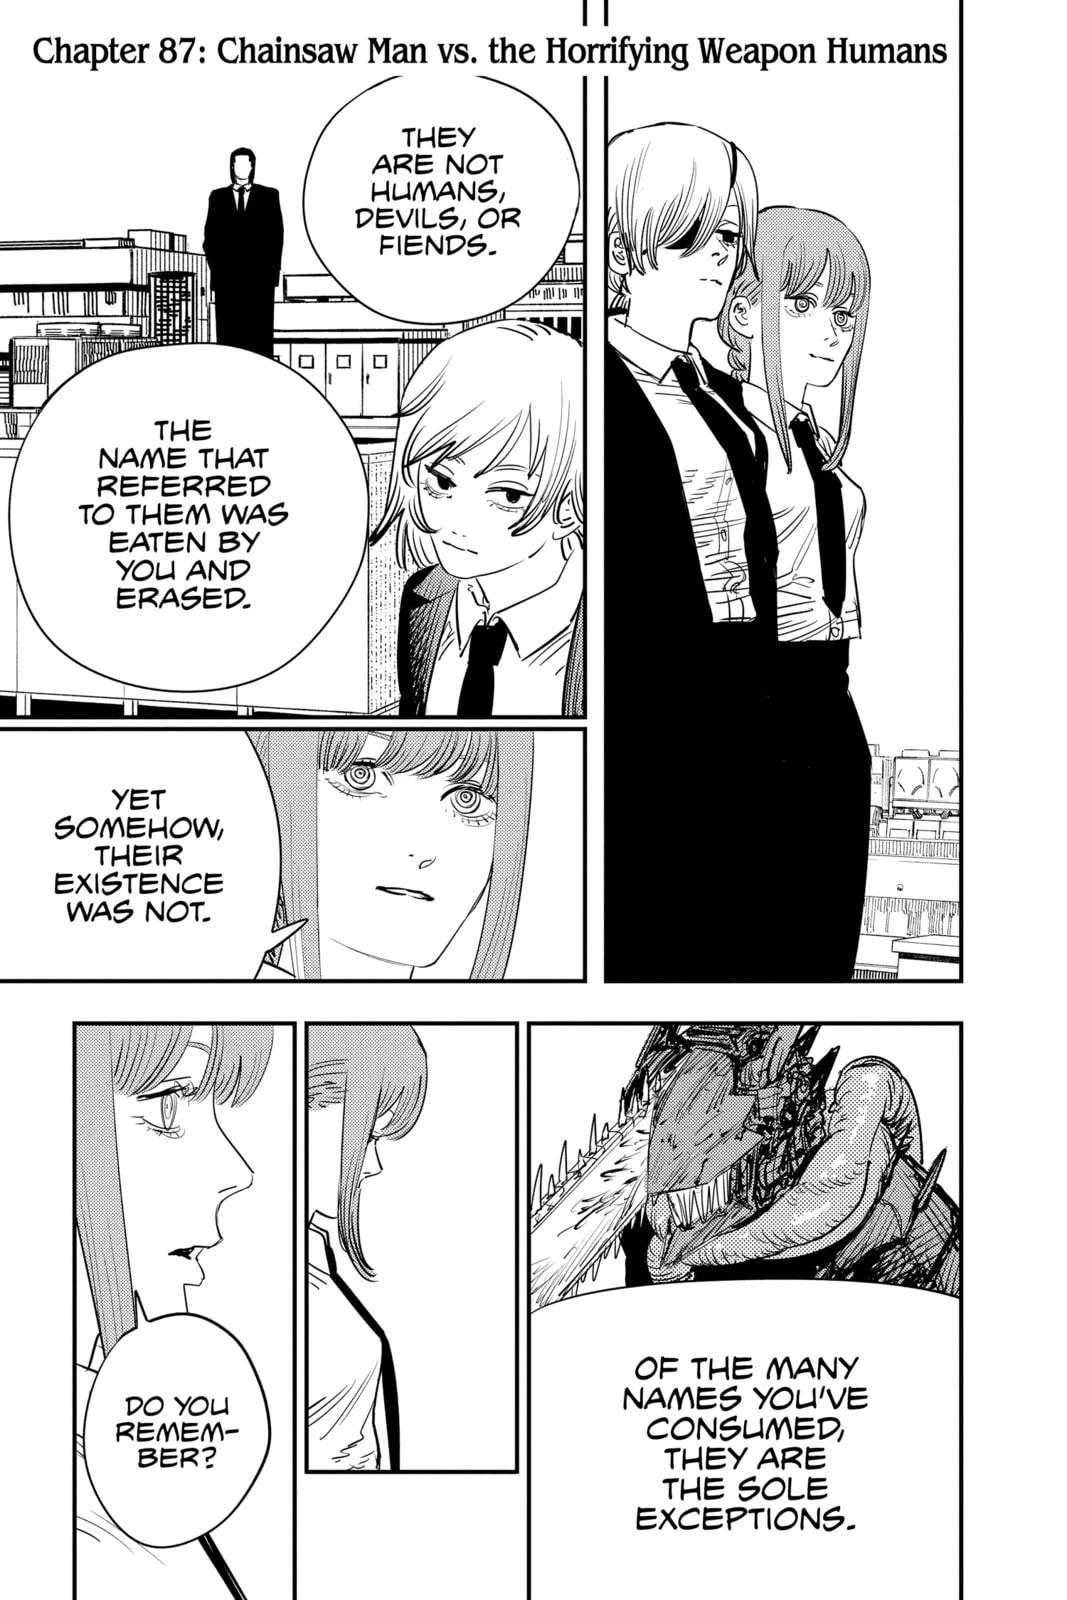 Chapter 87: Chainsaw Man vs. the Horrifying Weapon Humans
THEY
ARE NOT
HUMANS,
DEVILS, OR
FIENDS.
THE
NAME THAT
REFERRED
TO THEM WAS
EATEN BY
YOU AND
ERASED.
YET
SOMEHOW,
THEIR
EXISTENCE
WAS NOT.
OF THE MANY
NAMES YOU'VE
CONSUMED,
THEY ARE
THE SOLE
EXCEPTIONS.
DO YOU
REMEM-
BER?